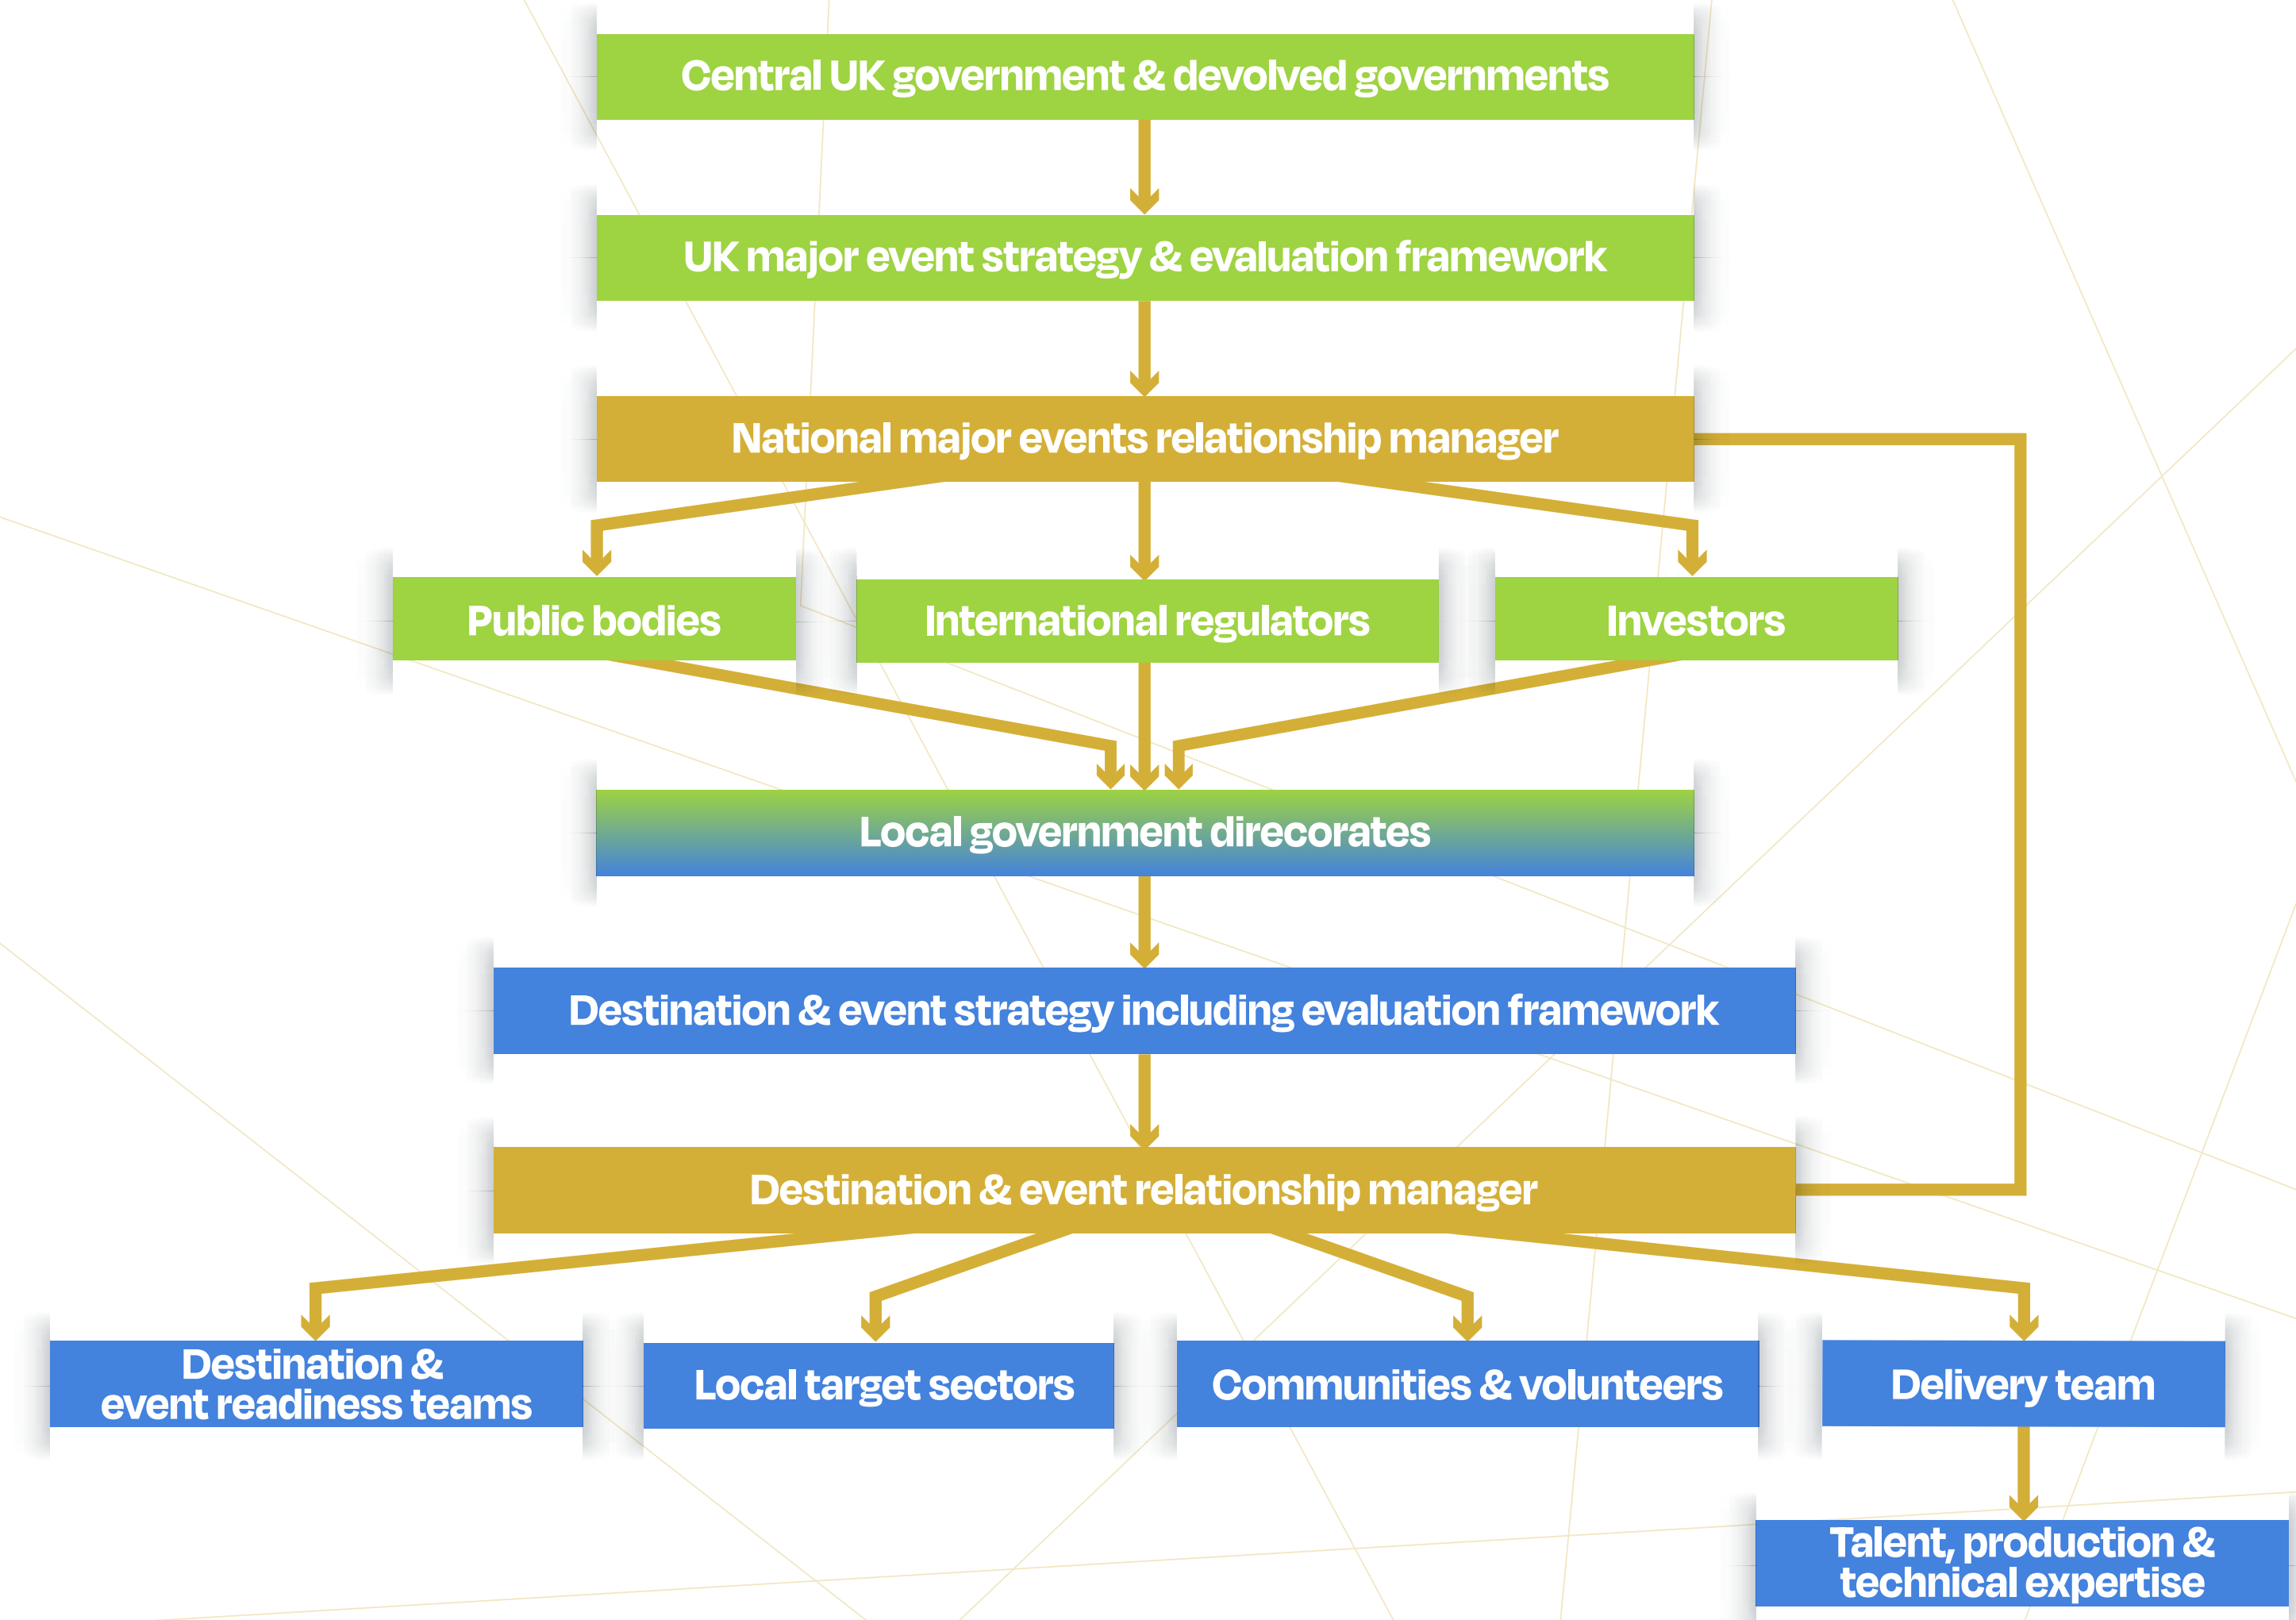 Central UK government & devolved governments
UK major event strategy & evaluation framework
National major events relationship manager
Public bodies
International regulators
Investors
Local government direcorates
Destination & event strategy including evaluation framework
Destination & event relationship manager
Destination &
event readiness teams
Local target sectors
Communities & volunteers
Delivery team
Talent, production &
technical expertise